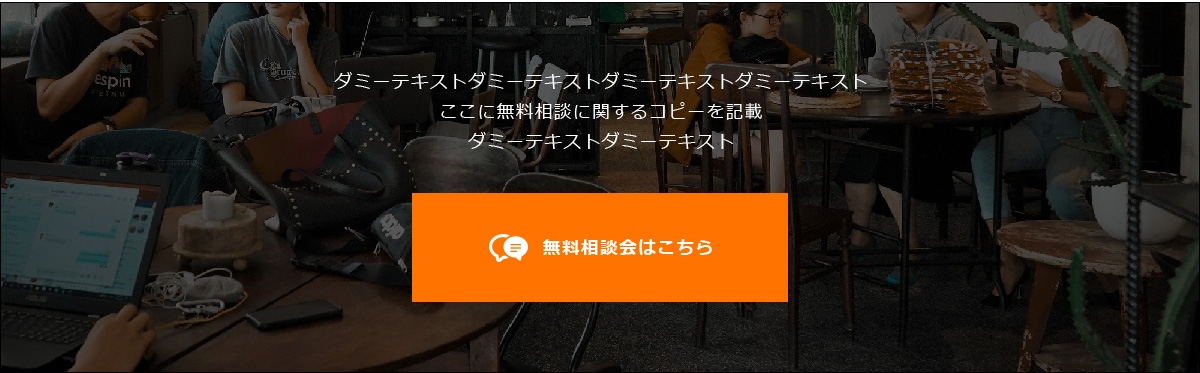 ダミーテキストダミーテキストダミーテキストダミーテキスト
ここに無料相談に関するコピーを記載
ダミーテキストダミーテキスト
無料相談会はこちら
espin
ASUS